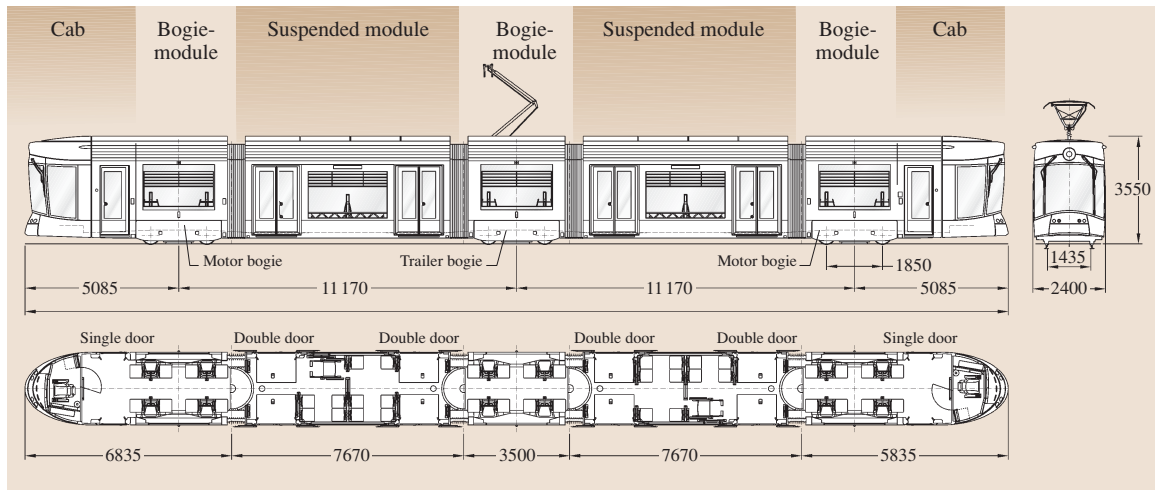 Cab
Bogie-
module
Suspended module
Bogie-
module
Suspended module
Bogie-
module
Cab
3550
Motor bogie
Trailer bogie
Motor bogie
1850
1435
5085
11 170
11 170
5085
2400
Single door
Double door
Double door
Double door
Double door
Single door
6835
7670
3500
7670
5835